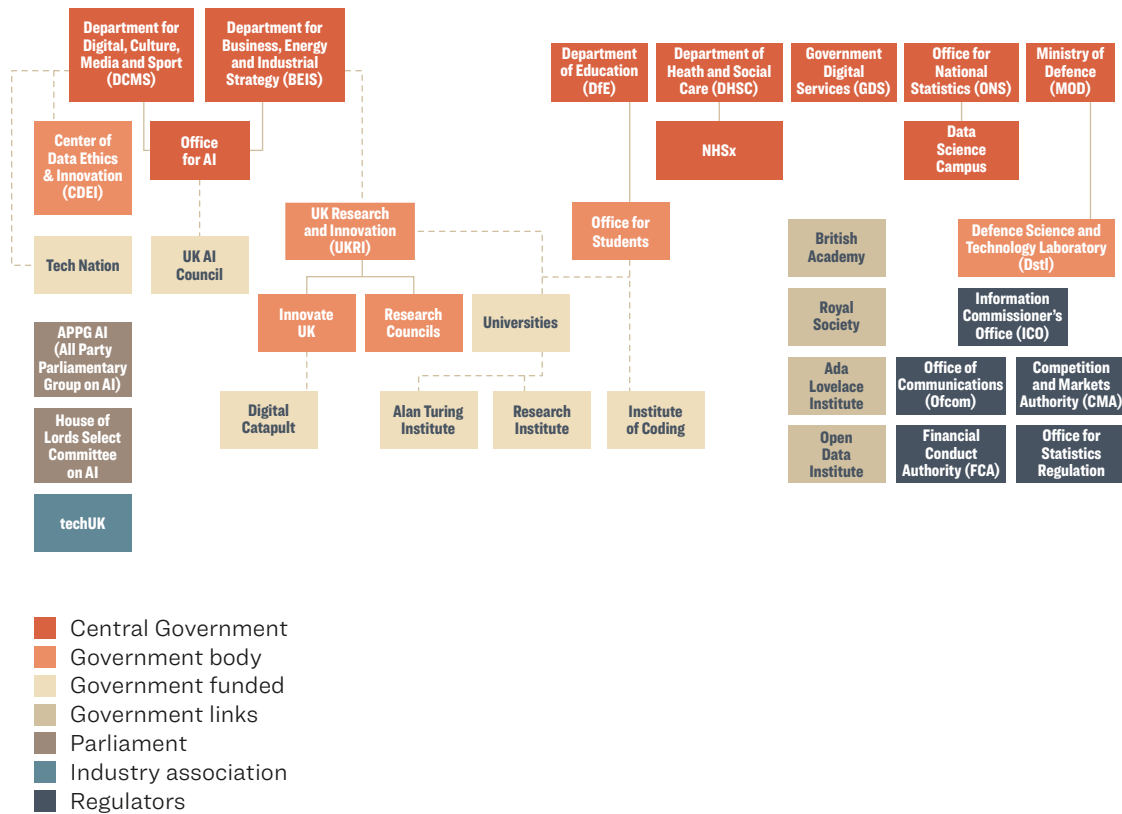 Department for
Digital, Culture,
Media and Sport
(DCMS)
Department for
Business, Energy
and Industrial
Strategy (BEIS)
Department
of Education
(DfE)
Department of
Heath and Social
Care (DHSC)
Government
Digital
Services (GDS)
Office for
National
Statistics (ONS)
Ministry of
Defence
(MOD)
Center of
Data Ethics
& Innovation
(CDEI)
Office
for AI
NHSx
Data
Science
Campus
UK Research
and Innovation
(UKRI)
Office for
Students
British
Academy
Defence Science and
Technology Laboratory
(Dstl)
Tech Nation
UK AI
Council
Innovate
UK
Research
Councils
Universities
Royal
Society
Information
Commissioner's
Office (ICO)
APPG AI
(All Party
Parliamentary
Group on AI)
Ada
Lovelace
Institute
Office of
Communications
(Ofcom)
Competition
and Markets
Authority (CMA)
Digital
Catapult
Alan Turing
Institute
Research
Institute
Institute
of Coding
House of
Lords Select
Committee
on AI
Open
Data
Institute
Financial
Conduct
Authority (FCA)
Office for
Statistics
Regulation
techUK
Central Government
Government body
Government funded
Government links
Parliament
Industry association
Regulators